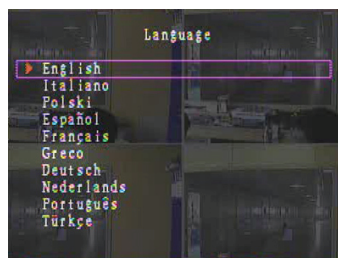 Language
English
Italiano
Polski
Español
Français
Greco
Deutsch
Nederlands
Português
Türkçe